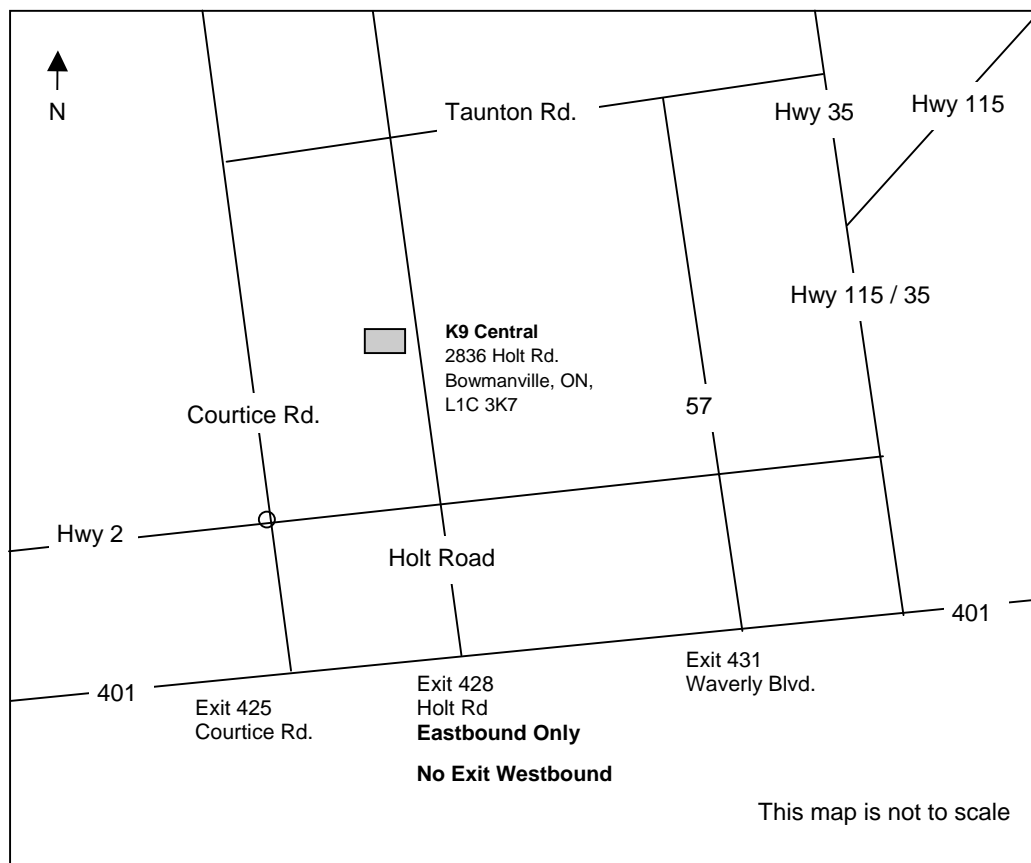 N
Taunton Rd.
Hwy 35
Hwy 115
Hwy 115 / 35
K9 Central
2836 Holt Rd.
Bowmanville, ON,
L1C 3K7
Courtice Rd.
57
Hwy 2
Holt Road
401
401
Exit 425
Courtice Rd.
Exit 428
Holt Rd
Eastbound Only
No Exit Westbound
Exit 431
Waverly Blvd.
This map is not to scale